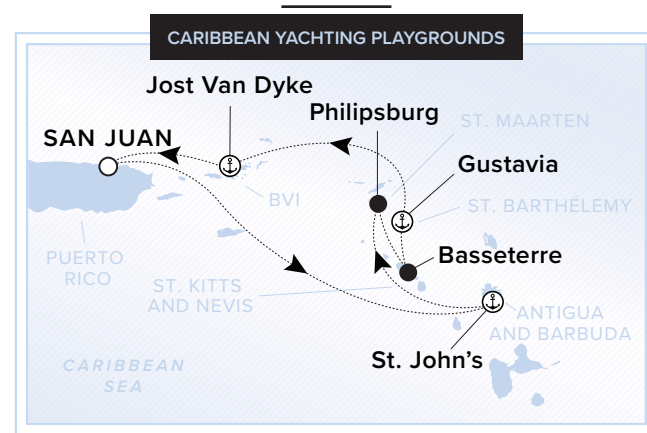 CARIBBEAN YACHTING PLAYGROUNDS
Jost Van Dyke
Philipsburg
ST. MAARTEN
SAN JUAN
Gustavia
BVI
ST. BARTHÉLEMY
PUERTO
RICO
Basseterre
ST. KITTS
AND NEVIS
ANTIGUA
AND BARBUDA
St. John's
CARIBBEAN
SEA